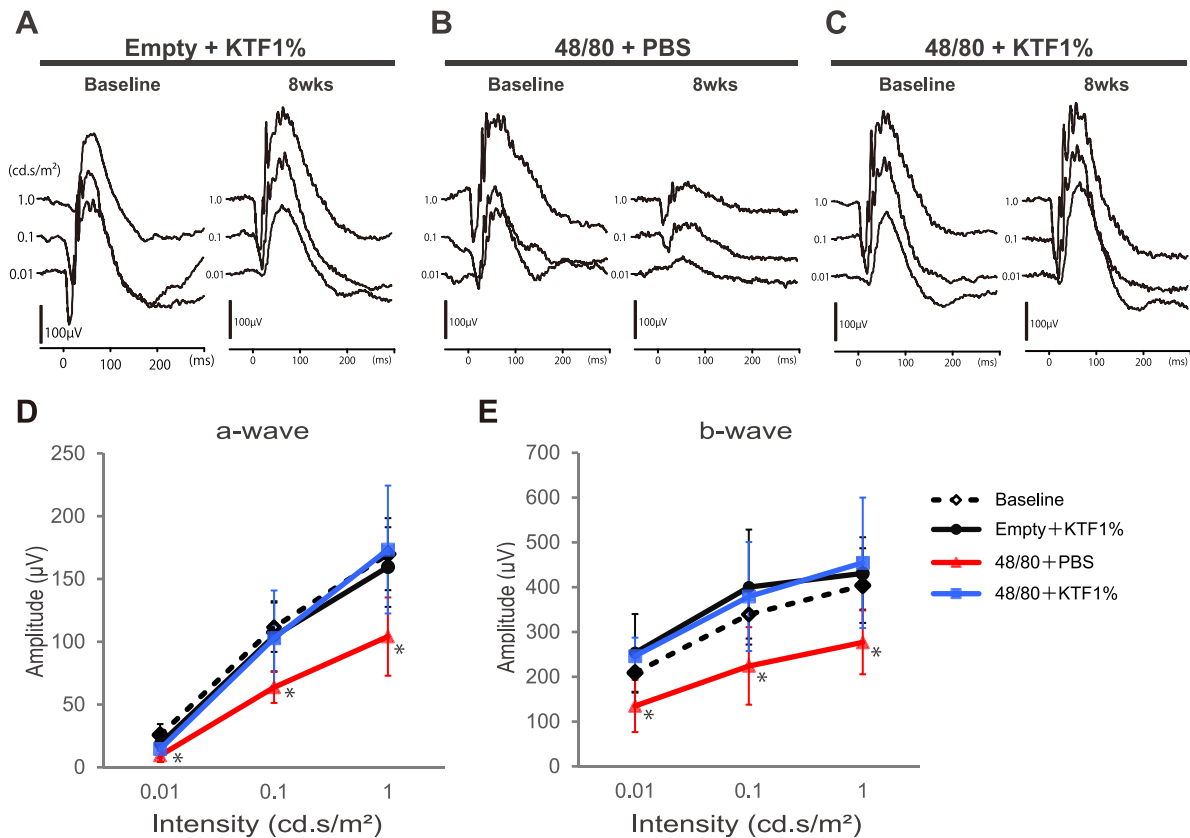 A
Empty + KTF1%
Baseline
8wks
(cd.s/m²)
1.0
0.1
0.01
100μV
0
100
200
(ms)
1.0
0.1
0.01
100μV
0
100
200
(ms)
B
48/80 + PBS
Baseline
8wks
1.0
0.1
0.01
100μV
0
100
200
(ms)
1.0
0.1
0.01
100μV
0
100
200
(ms)
C
48/80 + KTF1%
Baseline
8wks
1.0
0.1
0.01
100μV
0
100
200
(ms)
1.0
0.1
0.01
100μV
0
100
200
(ms)
D
a-wave
Amplitude (μV)
250
200
150
100
50
0
*
*
*
0.01
0.1
1
Intensity (cd.s/m²)
E
b-wave
Amplitude (μV)
700
600
500
400
300
200
100
0
*
*
*
0.01
0.1
1
Intensity (cd.s/m²)
Baseline
Empty+KTF1%
48/80+PBS
48/80+KTF1%